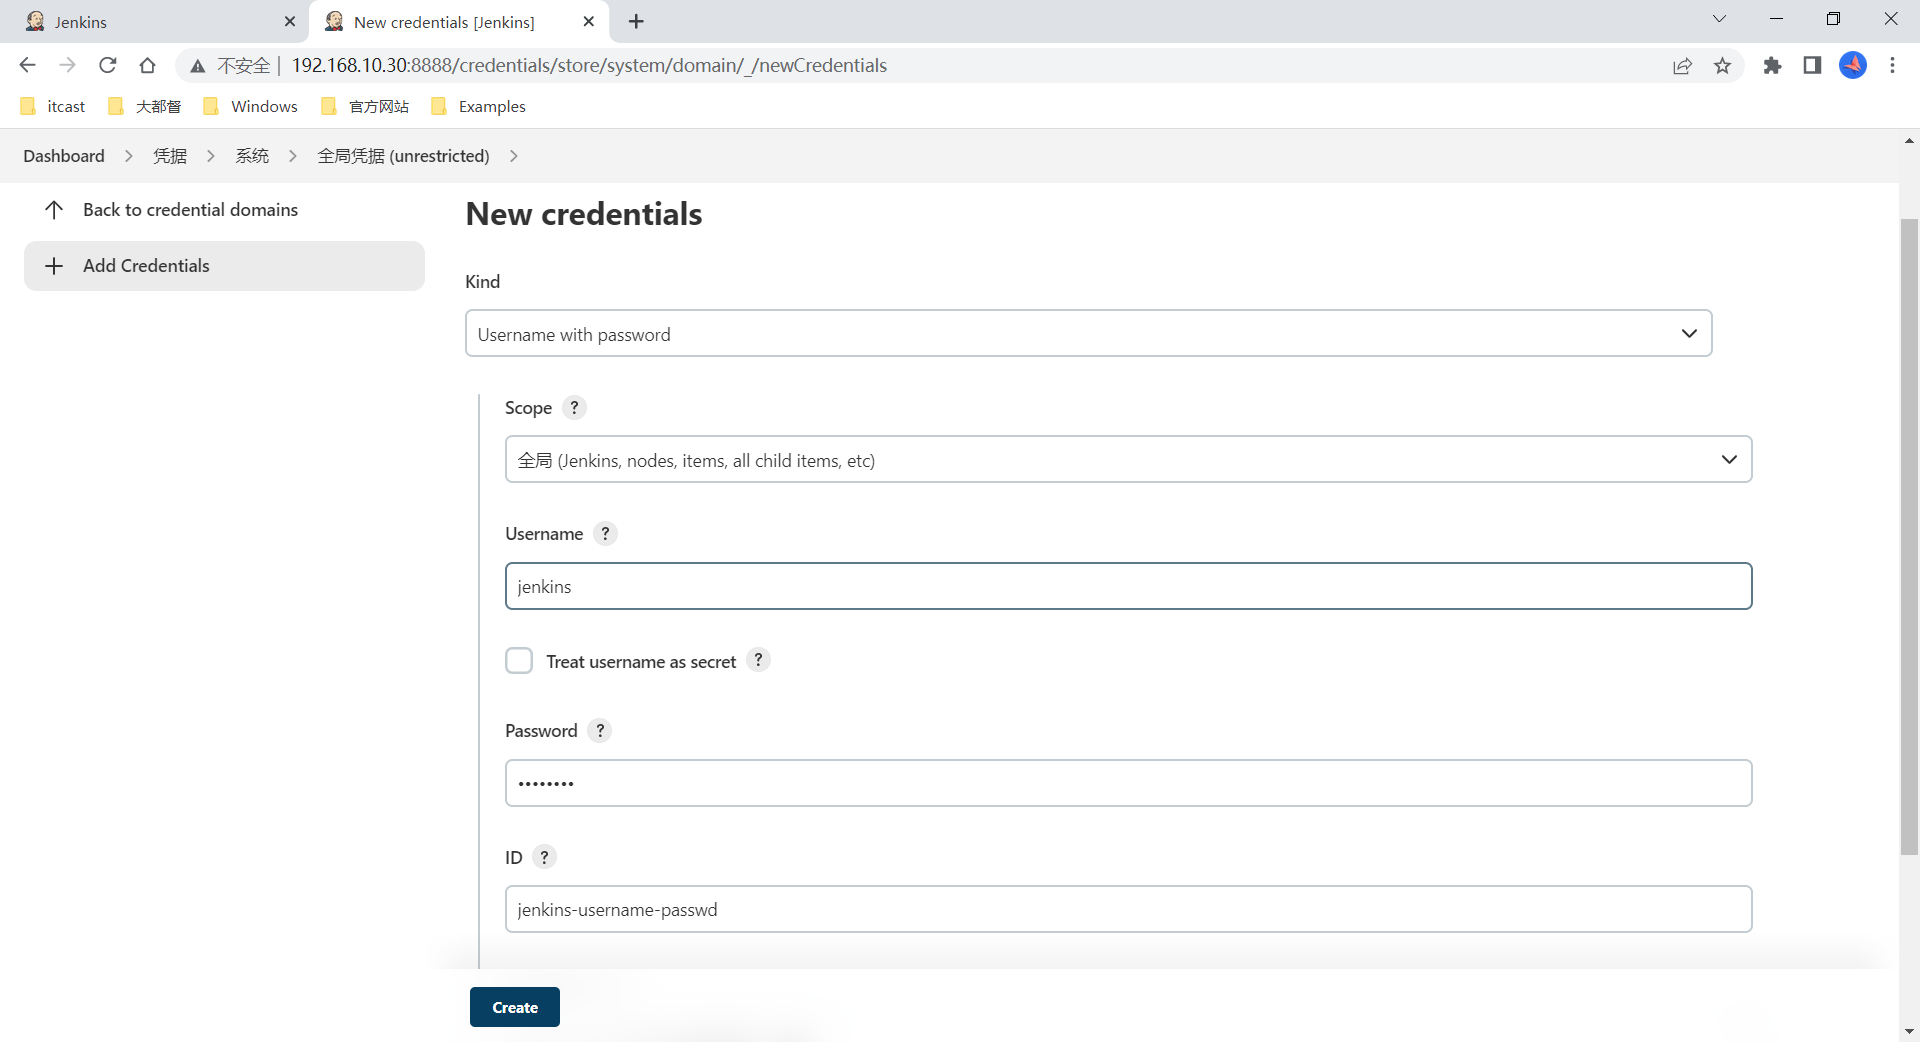 Jenkins
New credentials [Jenkins]
不安全 192.168.10.30:8888/credentials/store/system/domain/_/newCredentials
itcast 大都督 Windows 官方网站 Examples
Dashboard 凭据 系统 全局凭据 (unrestricted)
Back to credential domains
Add Credentials
New credentials
Kind
Username with password
Scope ?
全局 (Jenkins, nodes, items, all child items, etc)
Username ?
jenkins
Treat username as secret ?
Password ?
••••••••
ID ?
jenkins-username-passwd
Create